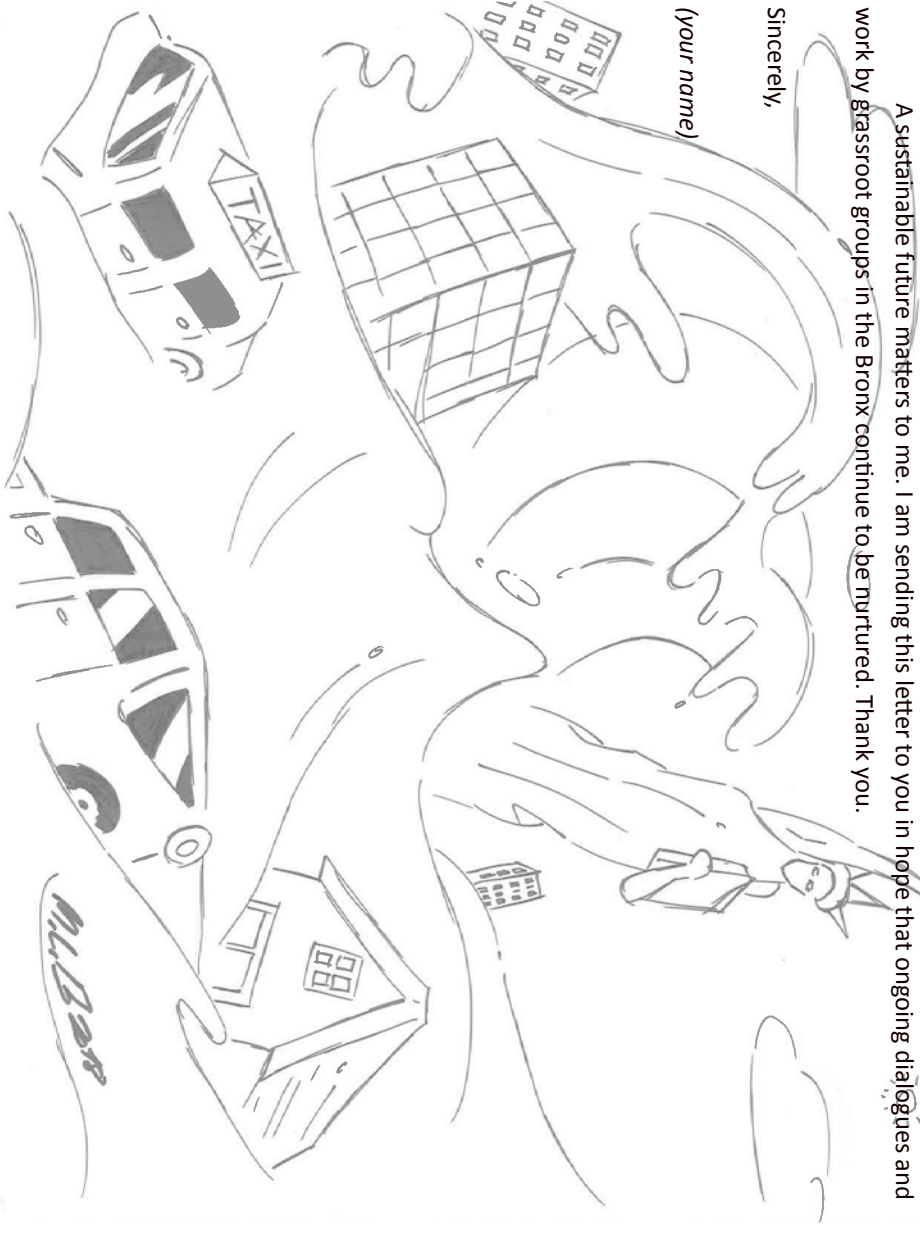 A sustainable future matters to me. I am sending this letter to you in hope that ongoing dialogues and
work by grassroot groups in the Bronx continue to be nurtured. Thank you.
Sincerely,
(your name)
TAXI